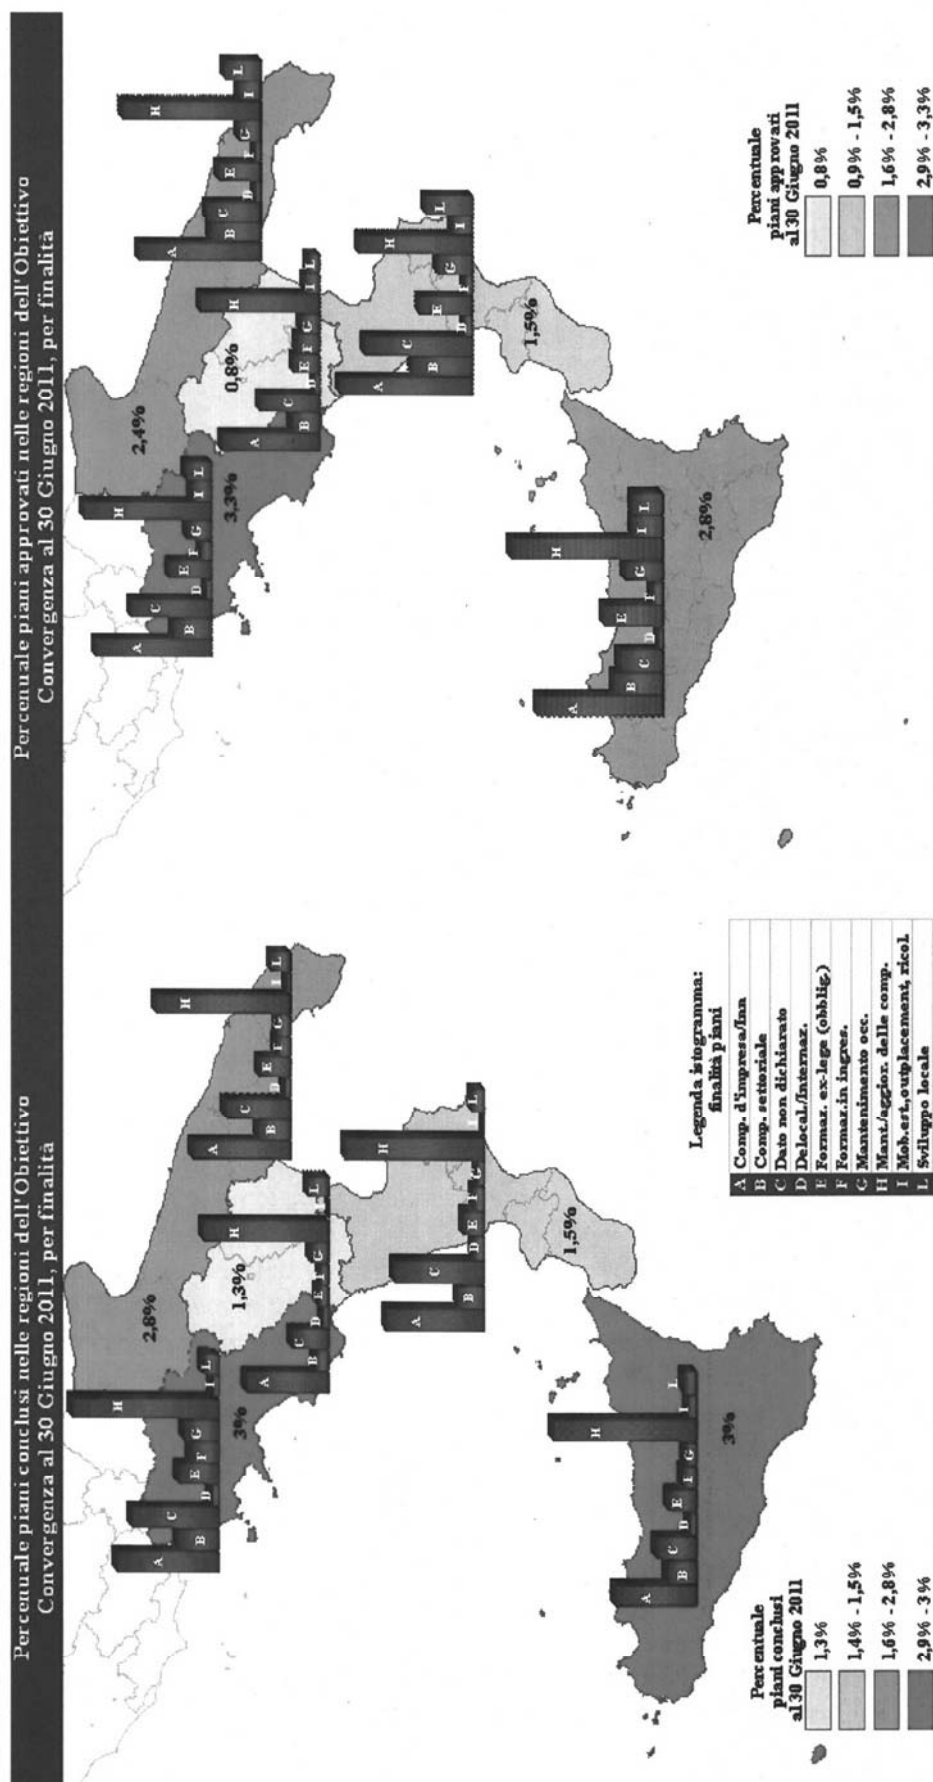 Percenuale piani conclusi nelle regioni dell'Obiettivo
Convergenza al 30 Giugno 2011, per finalità
2,8%
1,3%
3%
1,5%
3%
A B C D E F G H I L
A B C D E F G H I L
A B C D E F G H I L
A B C D E F G H I L
A B C D E F G H I L
Percentuale
piani conclusi
al 30 Giugno 2011
1,3%
1,4% - 1,5%
1,6% - 2,8%
2,9% - 3%
Legenda istogramma:
finalità piani
A Comp. d'impresa/Inn
B Comp. settoriale
C Dato non dichiarato
D Delocal./Internaz.
E Formaz. ex-lege (obblig.)
F Formaz.in ingres.
G Mantenimento occ.
H Mant./aggior. delle comp.
I Mob.est.,outplacement, ricol.
L Sviluppo locale
Percenuale piani approvati nelle regioni dell'Obiettivo
Convergenza al 30 Giugno 2011, per finalità
2,4%
0,8%
3,3%
1,5%
2,8%
A B C D E F G H I L
A B C D E F G H I L
A B C D E F G H I L
A B C D E F G H I L
A B C D E F G H I L
Percentuale
piani approvati
al 30 Giugno 2011
0,8%
0,9% - 1,5%
1,6% - 2,8%
2,9% - 3,3%